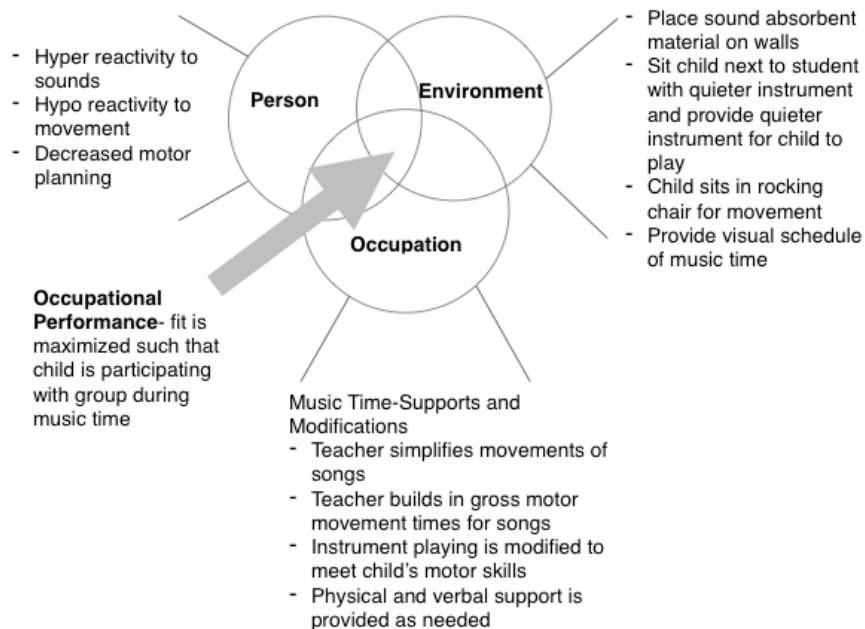 - Hyper reactivity to
sounds
- Hypo reactivity to
movement
- Decreased motor
planning
Person
Environment
Occupation
- Place sound absorbent
material on walls
- Sit child next to student
with quieter instrument
and provide quieter
instrument for child to
play
- Child sits in rocking
chair for movement
- Provide visual schedule
of music time
Occupational
Performance- fit is
maximized such that
child is participating
with group during
music time
Music Time-Supports and
Modifications
- Teacher simplifies movements of
songs
- Teacher builds in gross motor
movement times for songs
- Instrument playing is modified to
meet child's motor skills
- Physical and verbal support is
provided as needed